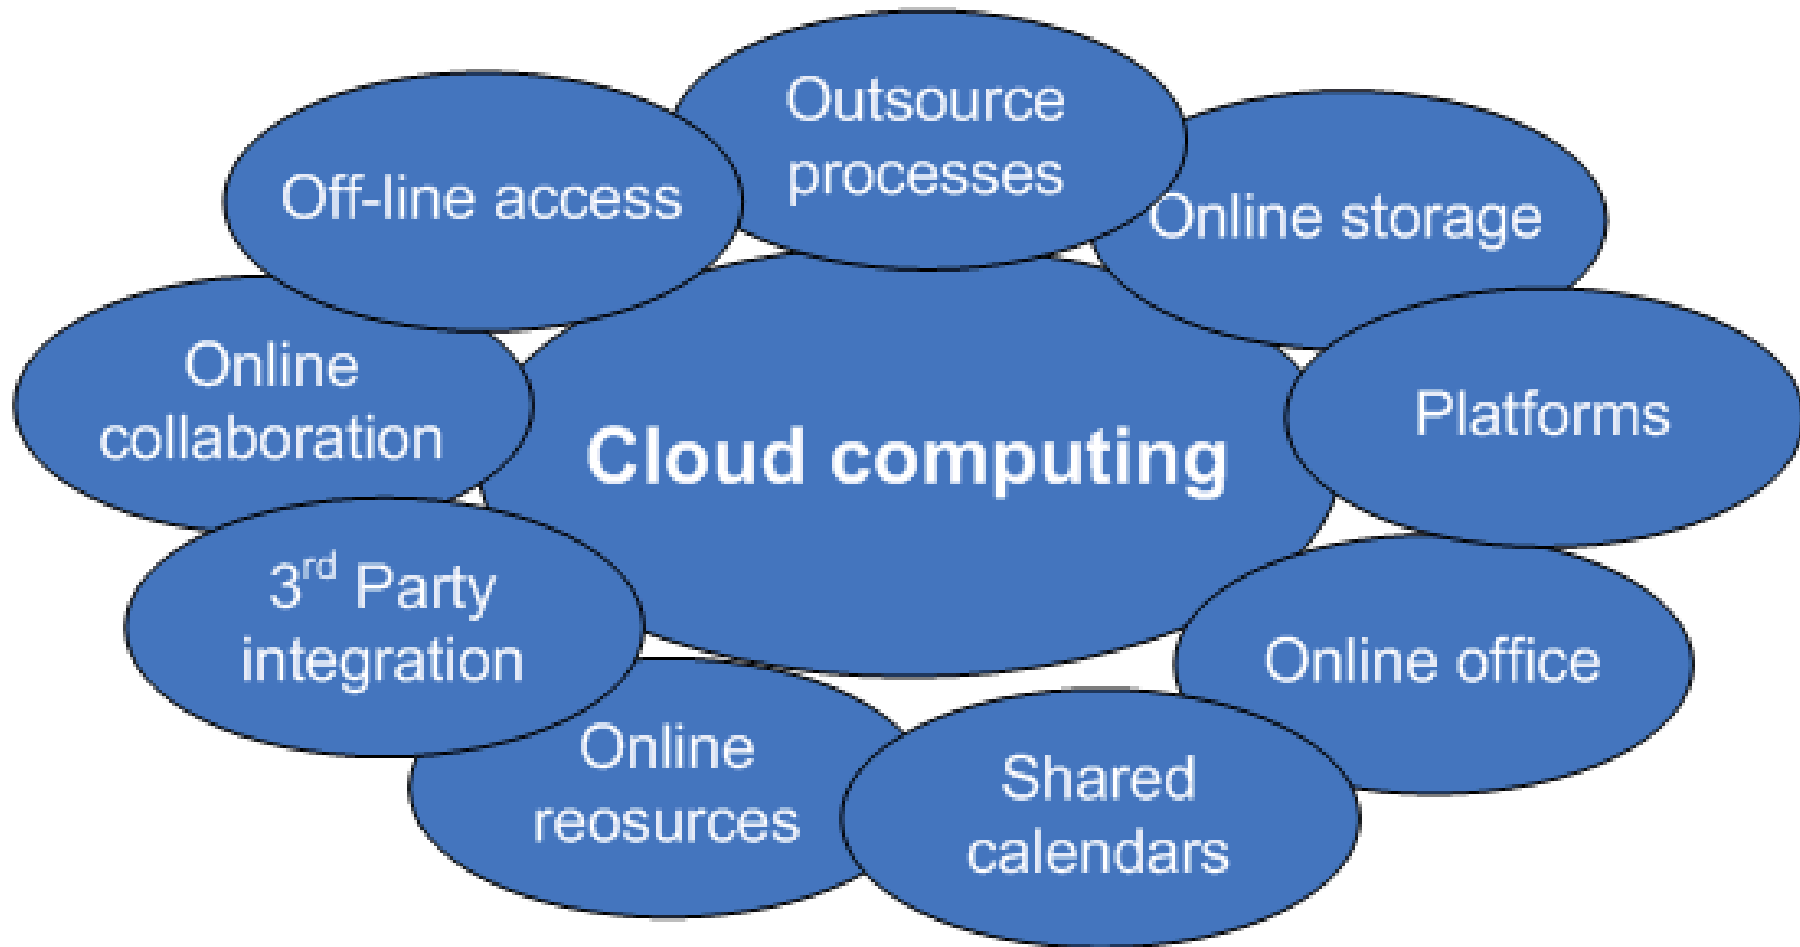 Outsource
processes
Off-line access
Online storage
Online
collaboration
Cloud computing
Platforms
3rd Party
integration
Online office
Online
reosurces
Shared
calendars